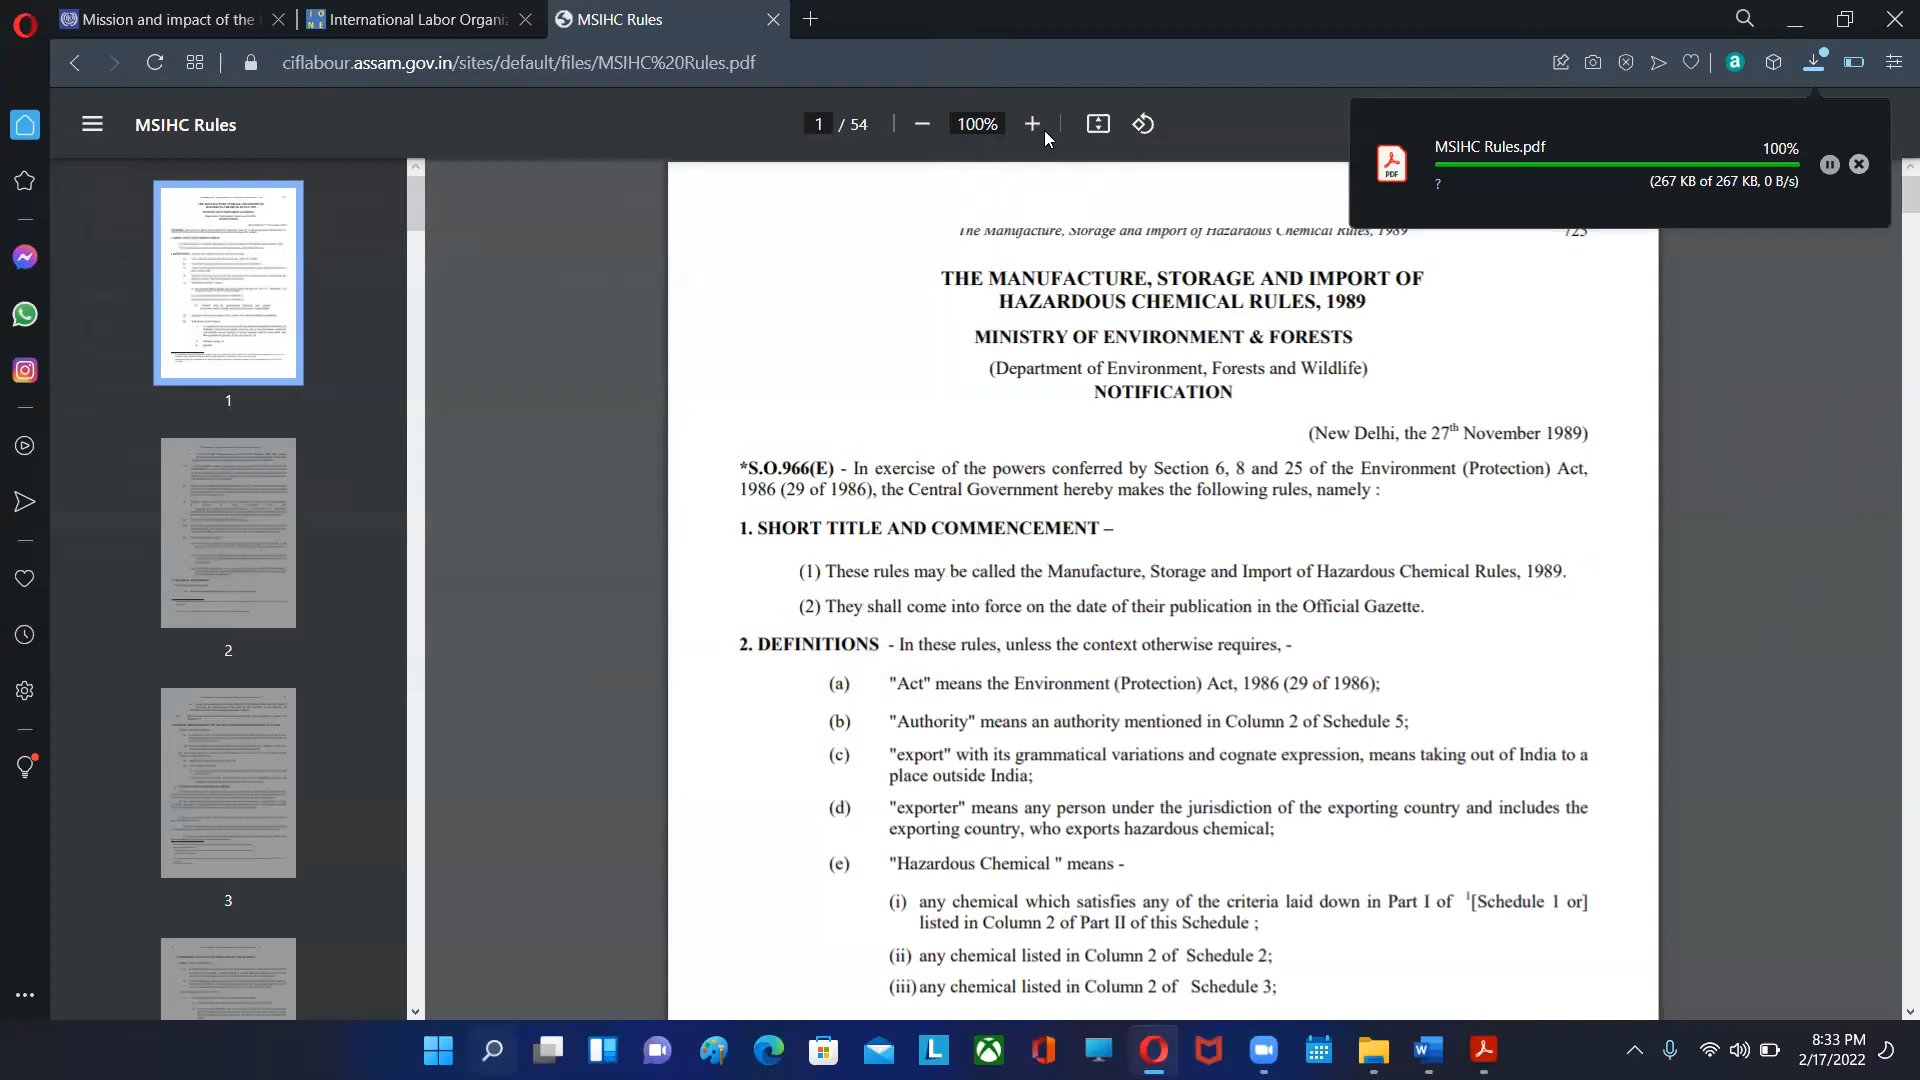 Mission and impact of the
International Labor Organiz
MSIHC Rules
ciflabour.assam.gov.in/sites/default/files/MSIHC%20Rules.pdf
MSIHC Rules
1 / 54
100%
MSIHC Rules.pdf
100%
?
(267 KB of 267 KB, 0 B/s)
1
2
3
The Manufacture, Storage and Import of Hazardous Chemical Rules, 1989 723
THE MANUFACTURE, STORAGE AND IMPORT OF
HAZARDOUS CHEMICAL RULES, 1989
MINISTRY OF ENVIRONMENT & FORESTS
(Department of Environment, Forests and Wildlife)
NOTIFICATION
(New Delhi, the 27th November 1989)
*S.O.966(E) - In exercise of the powers conferred by Section 6, 8 and 25 of the Environment (Protection) Act,
1986 (29 of 1986), the Central Government hereby makes the following rules, namely :
1. SHORT TITLE AND COMMENCEMENT –
(1) These rules may be called the Manufacture, Storage and Import of Hazardous Chemical Rules, 1989.
(2) They shall come into force on the date of their publication in the Official Gazette.
2. DEFINITIONS - In these rules, unless the context otherwise requires, -
(a) "Act" means the Environment (Protection) Act, 1986 (29 of 1986);
(b) "Authority" means an authority mentioned in Column 2 of Schedule 5;
(c) "export" with its grammatical variations and cognate expression, means taking out of India to a
place outside India;
(d) "exporter" means any person under the jurisdiction of the exporting country and includes the
exporting country, who exports hazardous chemical;
(e) "Hazardous Chemical " means -
(i) any chemical which satisfies any of the criteria laid down in Part I of 1[Schedule 1 or]
listed in Column 2 of Part II of this Schedule ;
(ii) any chemical listed in Column 2 of Schedule 2;
(iii) any chemical listed in Column 2 of Schedule 3;
8:33 PM
2/17/2022